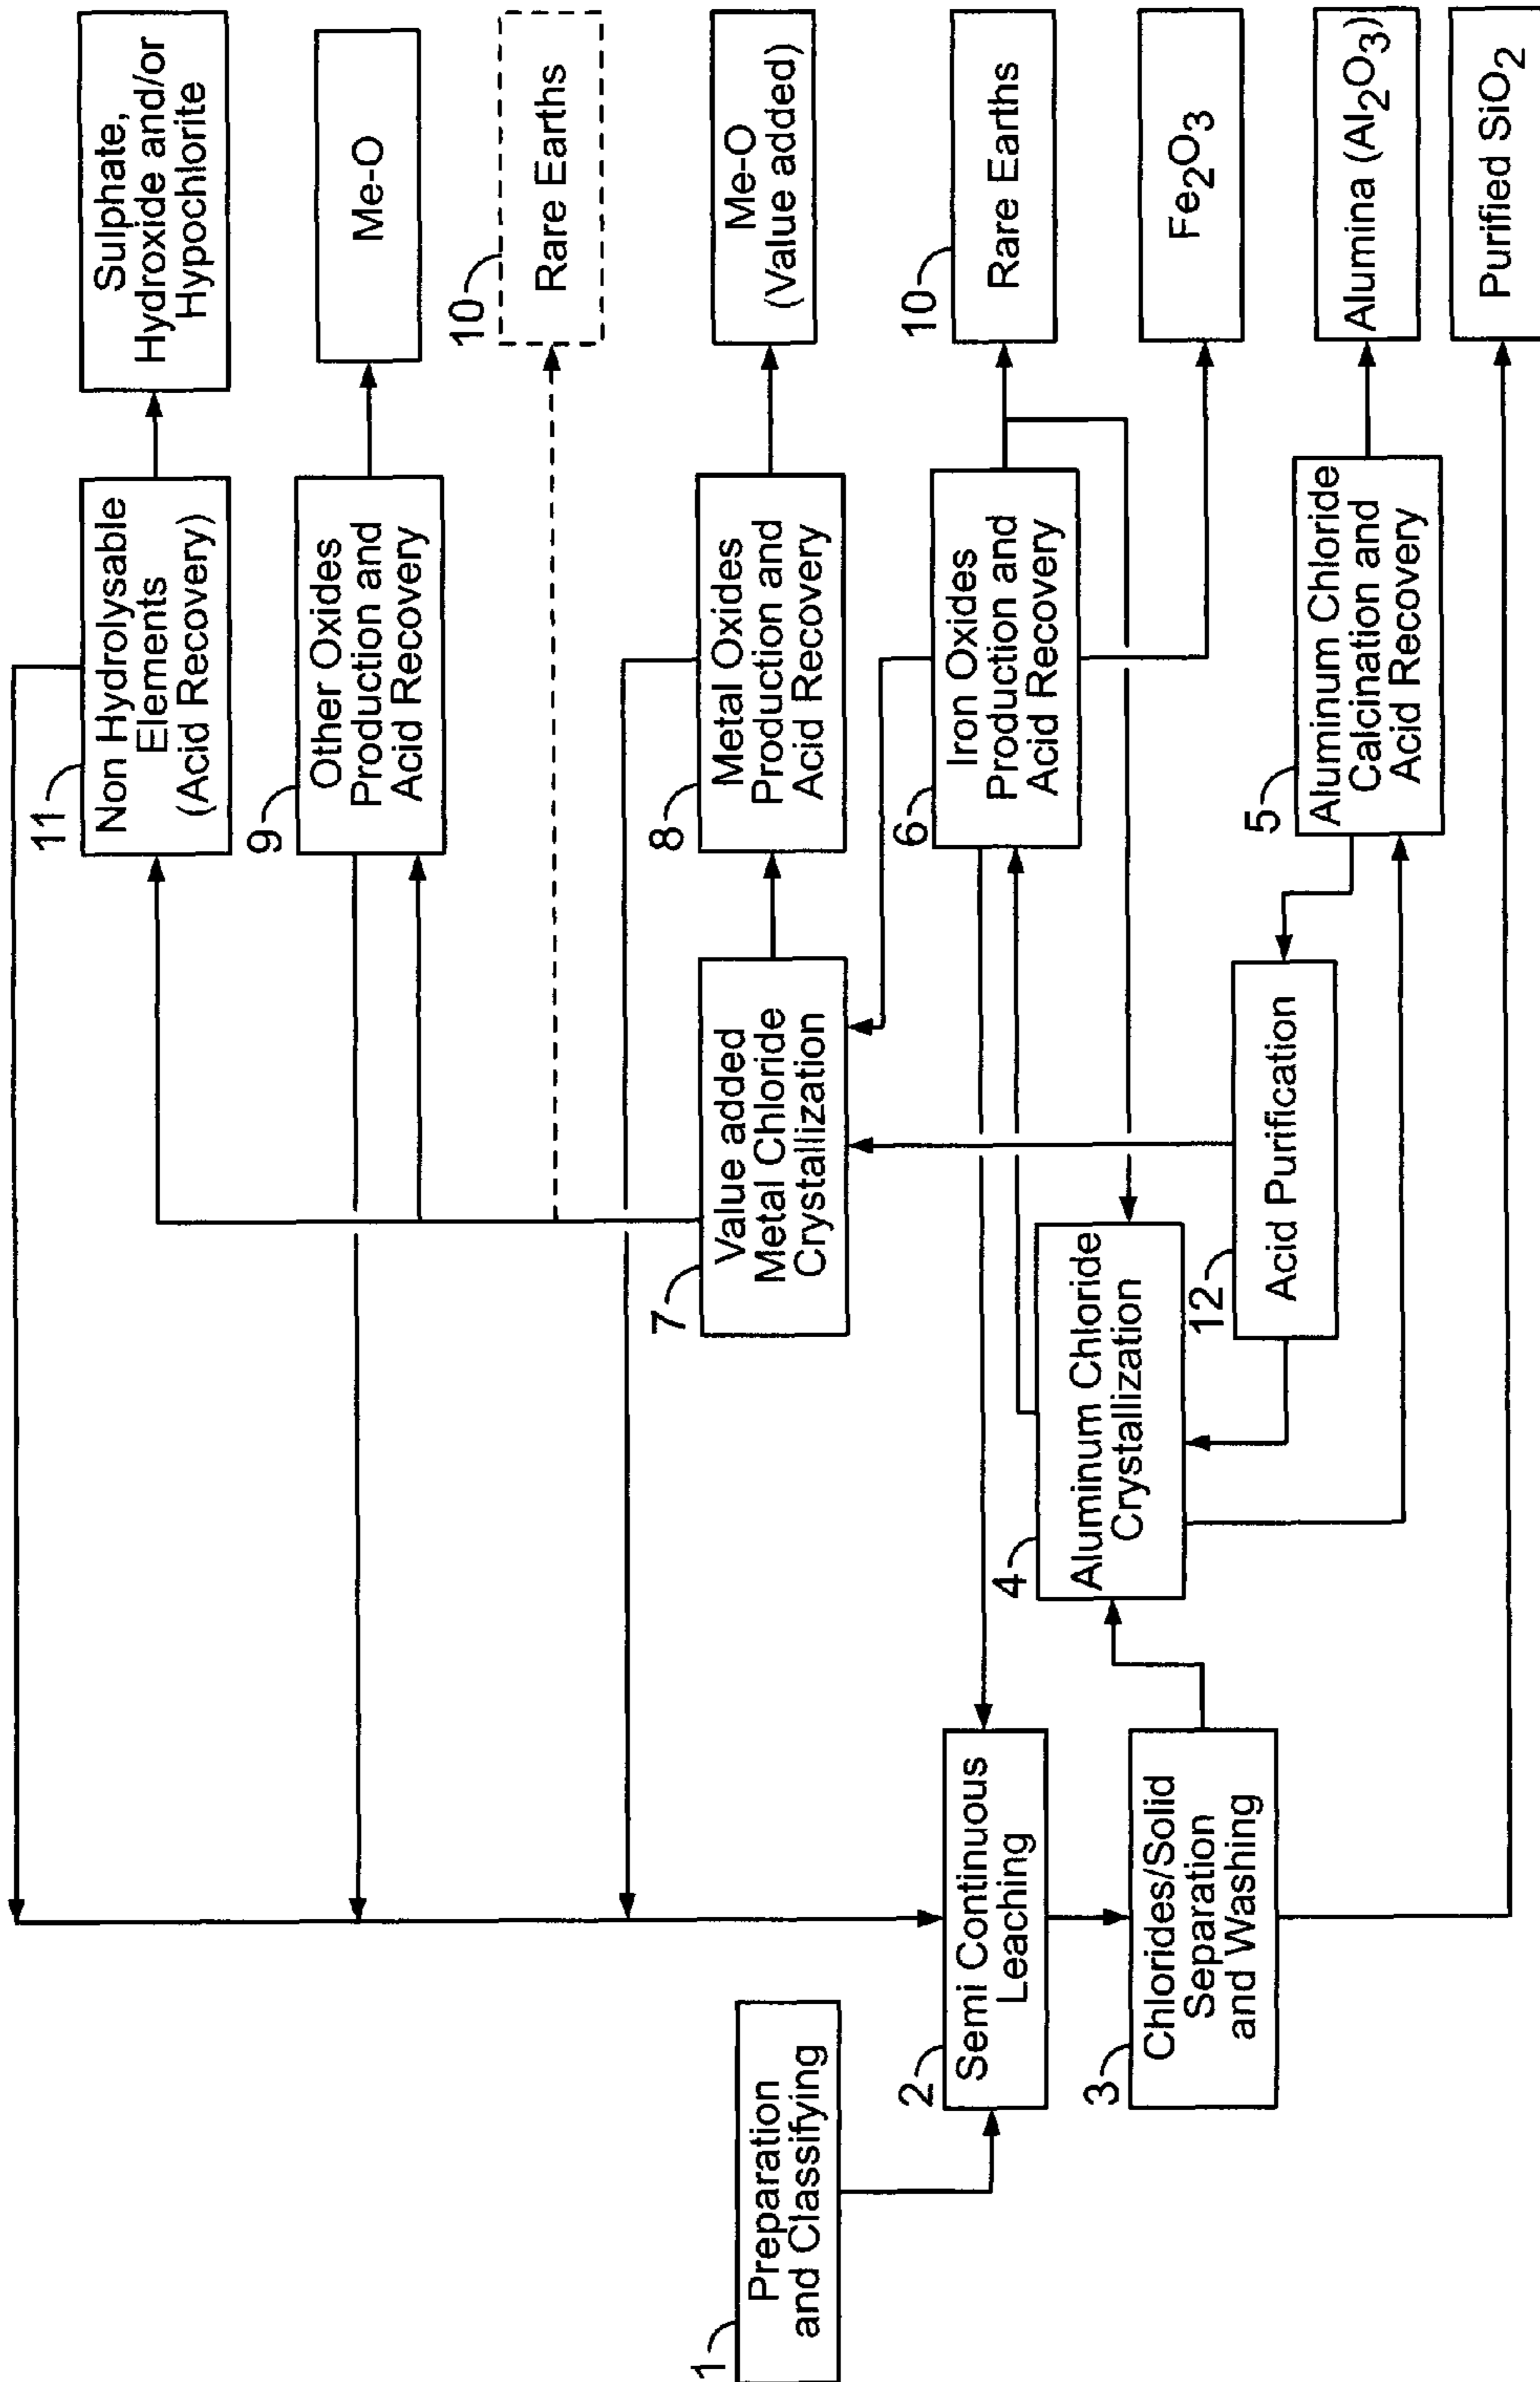 1
Preparation
and Classifying
2
Semi Continuous
Leaching
3
Chlorides/Solid
Separation
and Washing
4
Aluminum Chloride
Crystallization
12
Acid Purification
5
Aluminum Chloride
Calcination and
Acid Recovery
6
Iron Oxides
Production and
Acid Recovery
7
Value added
Metal Chloride
Crystallization
8
Metal Oxides
Production and
Acid Recovery
9
Other Oxides
Production and
Acid Recovery
11
Non Hydrolysable
Elements
(Acid Recovery)
Sulphate,
Hydroxide and/or
Hypochlorite
Me-O
10
Rare Earths
Me-O
(Value added)
10
Rare Earths
Fe2O3
Alumina (Al2O3)
Purified SiO2